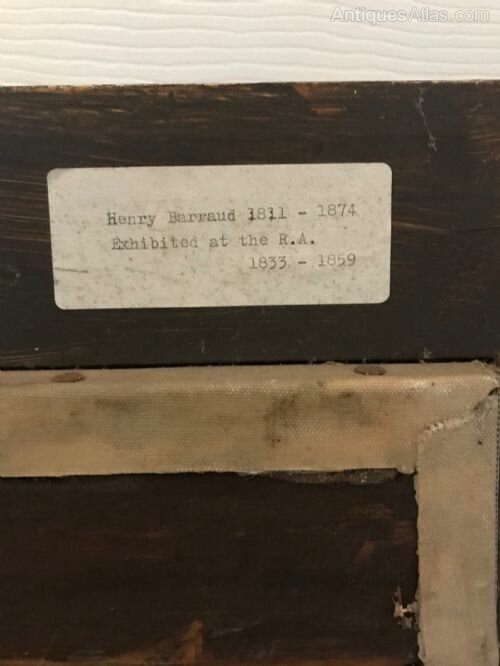 AntiquesAtlas.com
Henry Barraud 1811 - 1874
Exhibited at the R.A.
1833 - 1859